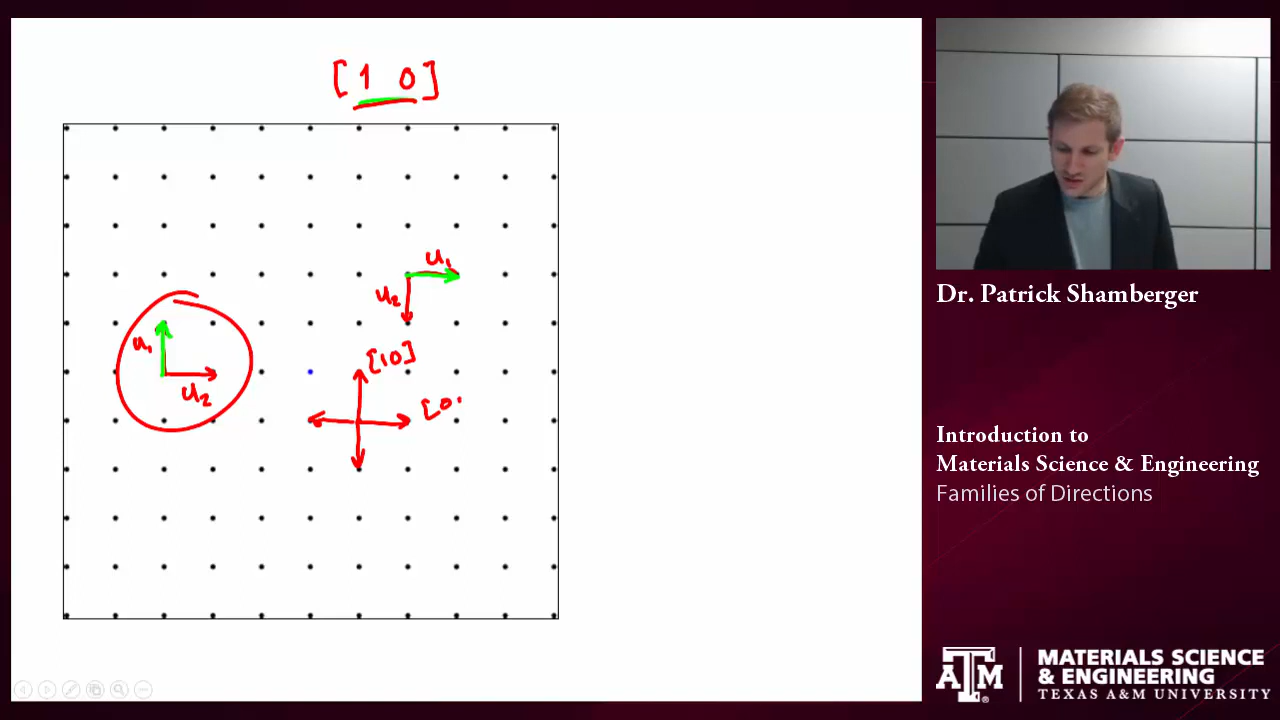 [1 0]
u₁
u₂
u₁
u₂
[10]
[0
Dr. Patrick Shamberger
Introduction to
Materials Science & Engineering
Families of Directions
A|M
MATERIALS SCIENCE
& ENGINEERING
TEXAS A&M UNIVERSITY